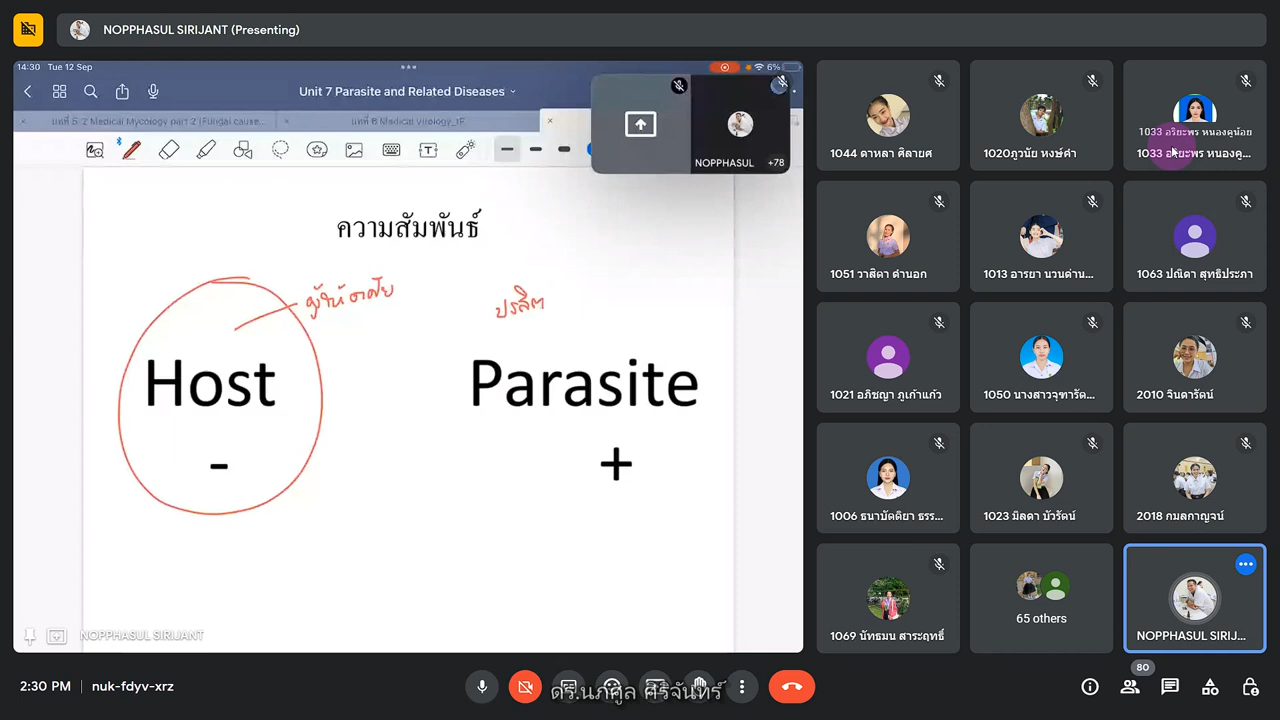 NOPPHASUL SIRIJANT (Presenting)
14:30 Tue 12 Sep
6%
Unit 7 Parasite and Related Diseases
บทที่ 5: 2 Medical Mycology part 2 (Fungal cause...
บทที่ 6 Medical virology_tF
NOPPHASUL
+78
ความสัมพันธ์
ผู้ให้อาศัย
ปรสิต
Host
Parasite
-
+
NOPPHASUL SIRIJANT
1044 ดาหลา ศิลายศ
1020ภูวนัย หงษ์คำ
1033 อริยะพร หนองคูน้อย
1033 อริยะพร หนองคู...
1051 วาสิตา ดำนอก
1013 อารยา นวนด่าน...
1063 ปณิตา สุทธิประภา
1021 อภิชญา ภูเก้าแก้ว
1050 นางสาวจุฑารัต...
2010 จินดารัตน์
1006 ธนาบัตติยา ธรร...
1023 มิลดา บัวรัตน์
2018 กมลกาญจน์
1069 นัทธมน สาระฤทธิ์
65 others
NOPPHASUL SIRIJ...
2:30 PM
nuk-fdyv-xrz
ดร.นภศูล ศิริจันทร์
80